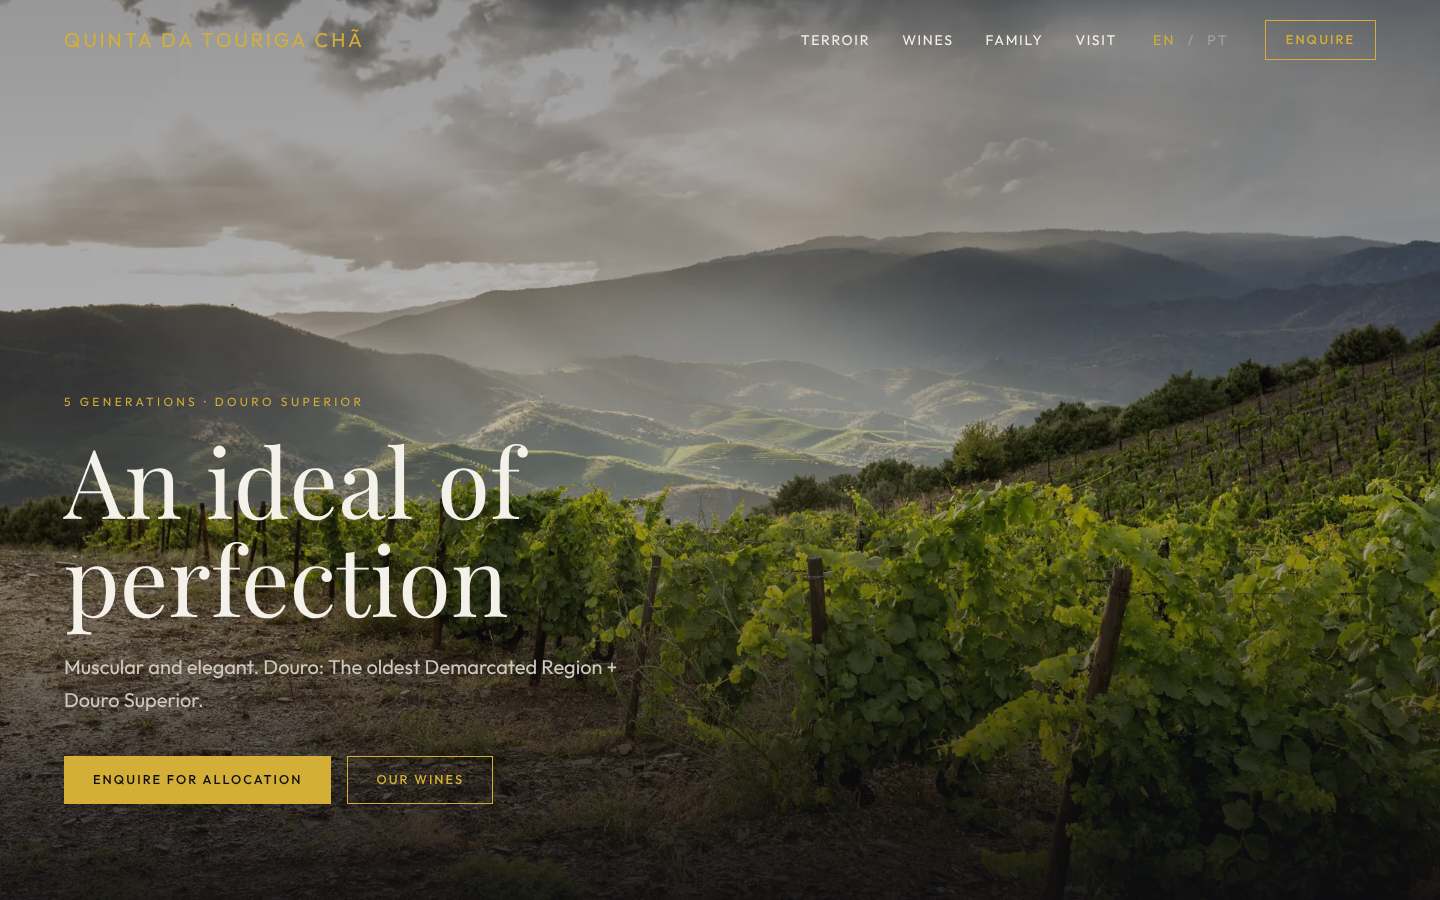 QUINTA DA TOURIGA CHÃ
TERROIR
WINES
FAMILY
VISIT
EN / PT
ENQUIRE
5 GENERATIONS · DOURO SUPERIOR
An ideal of
perfection
Muscular and elegant. Douro: The oldest Demarcated Region +
Douro Superior.
ENQUIRE FOR ALLOCATION
OUR WINES